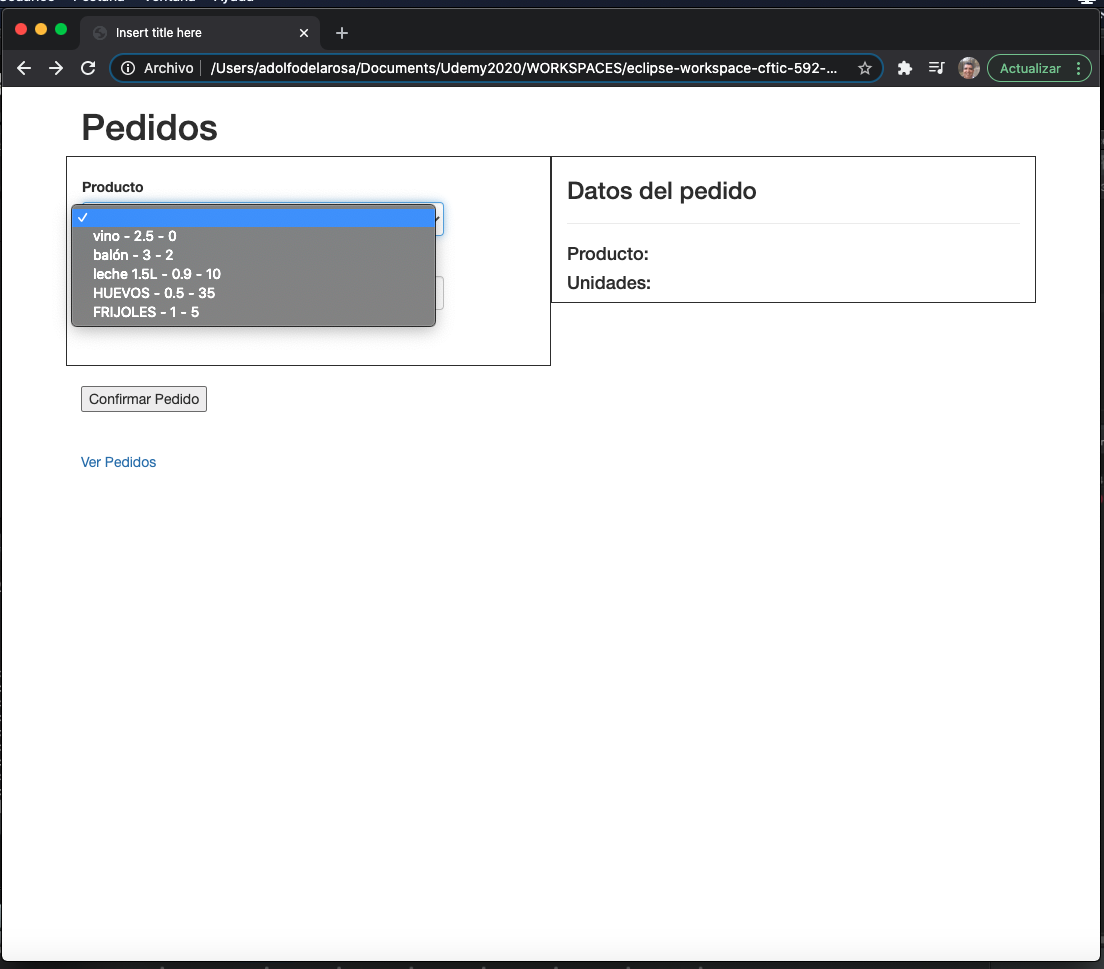 Insert title here
Archivo
/Users/adolfodelarosa/Documents/Udemy2020/WORKSPACES/eclipse-workspace-cftic-592-...
Actualizar
Pedidos
Producto
vino - 2.5 - 0
balón - 3 - 2
leche 1.5L - 0.9 - 10
HUEVOS - 0.5 - 35
FRIJOLES - 1 - 5
Datos del pedido
Producto:
Unidades:
Confirmar Pedido
Ver Pedidos